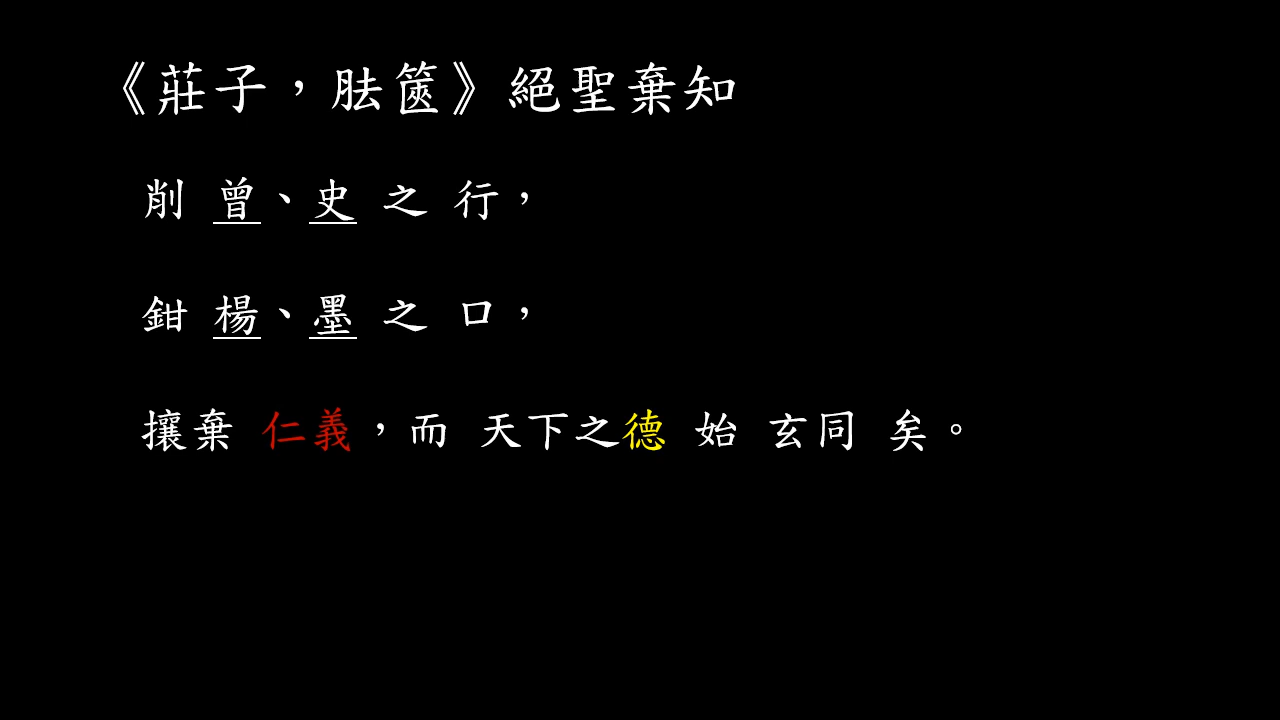 《莊子，胠篋》絕聖棄知
削 曾、史 之 行，
鉗 楊、墨 之 口，
攘棄 仁義，而 天下之德 始 玄同 矣。